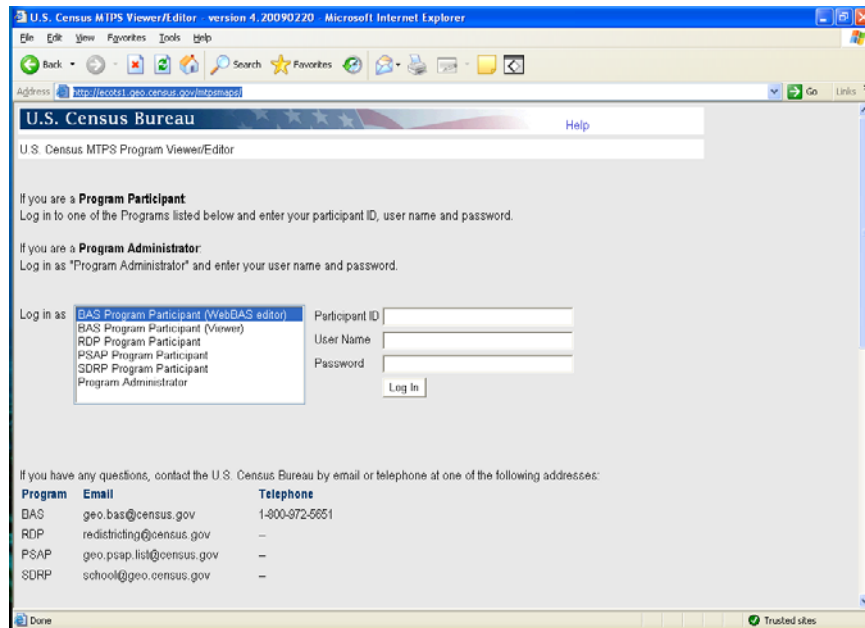 U.S. Census MTPS Viewer/Editor - version 4.20090220 - Microsoft Internet Explorer
File Edit View Favorites Tools Help
Back Search Favorites
Address http://ecots1.geo.census.gov/mtpsmaps/ Go Links
U.S. Census Bureau Help
U.S. Census MTPS Program Viewer/Editor
If you are a Program Participant:
Log in to one of the Programs listed below and enter your participant ID, user name and password.
If you are a Program Administrator:
Log in as "Program Administrator" and enter your user name and password.
Log in as BAS Program Participant (WebBAS editor) Participant ID
BAS Program Participant (Viewer)
RDP Program Participant User Name
PSAP Program Participant
SDRP Program Participant Password
Program Administrator
Log In
If you have any questions, contact the U.S. Census Bureau by email or telephone at one of the following addresses:
Program Email Telephone
BAS geo.bas@census.gov 1-800-972-5651
RDP redistricting@census.gov --
PSAP geo.psap.list@census.gov --
SDRP school@geo.census.gov --
Done Trusted sites